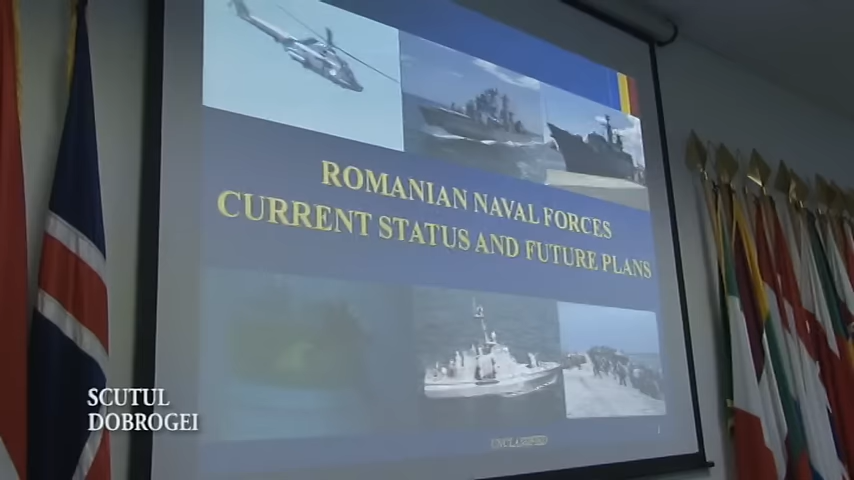 ROMANIAN NAVAL FORCES
CURRENT STATUS AND FUTURE PLANS
UNCLASSIFIED
SCUTUL
DOBROGEI